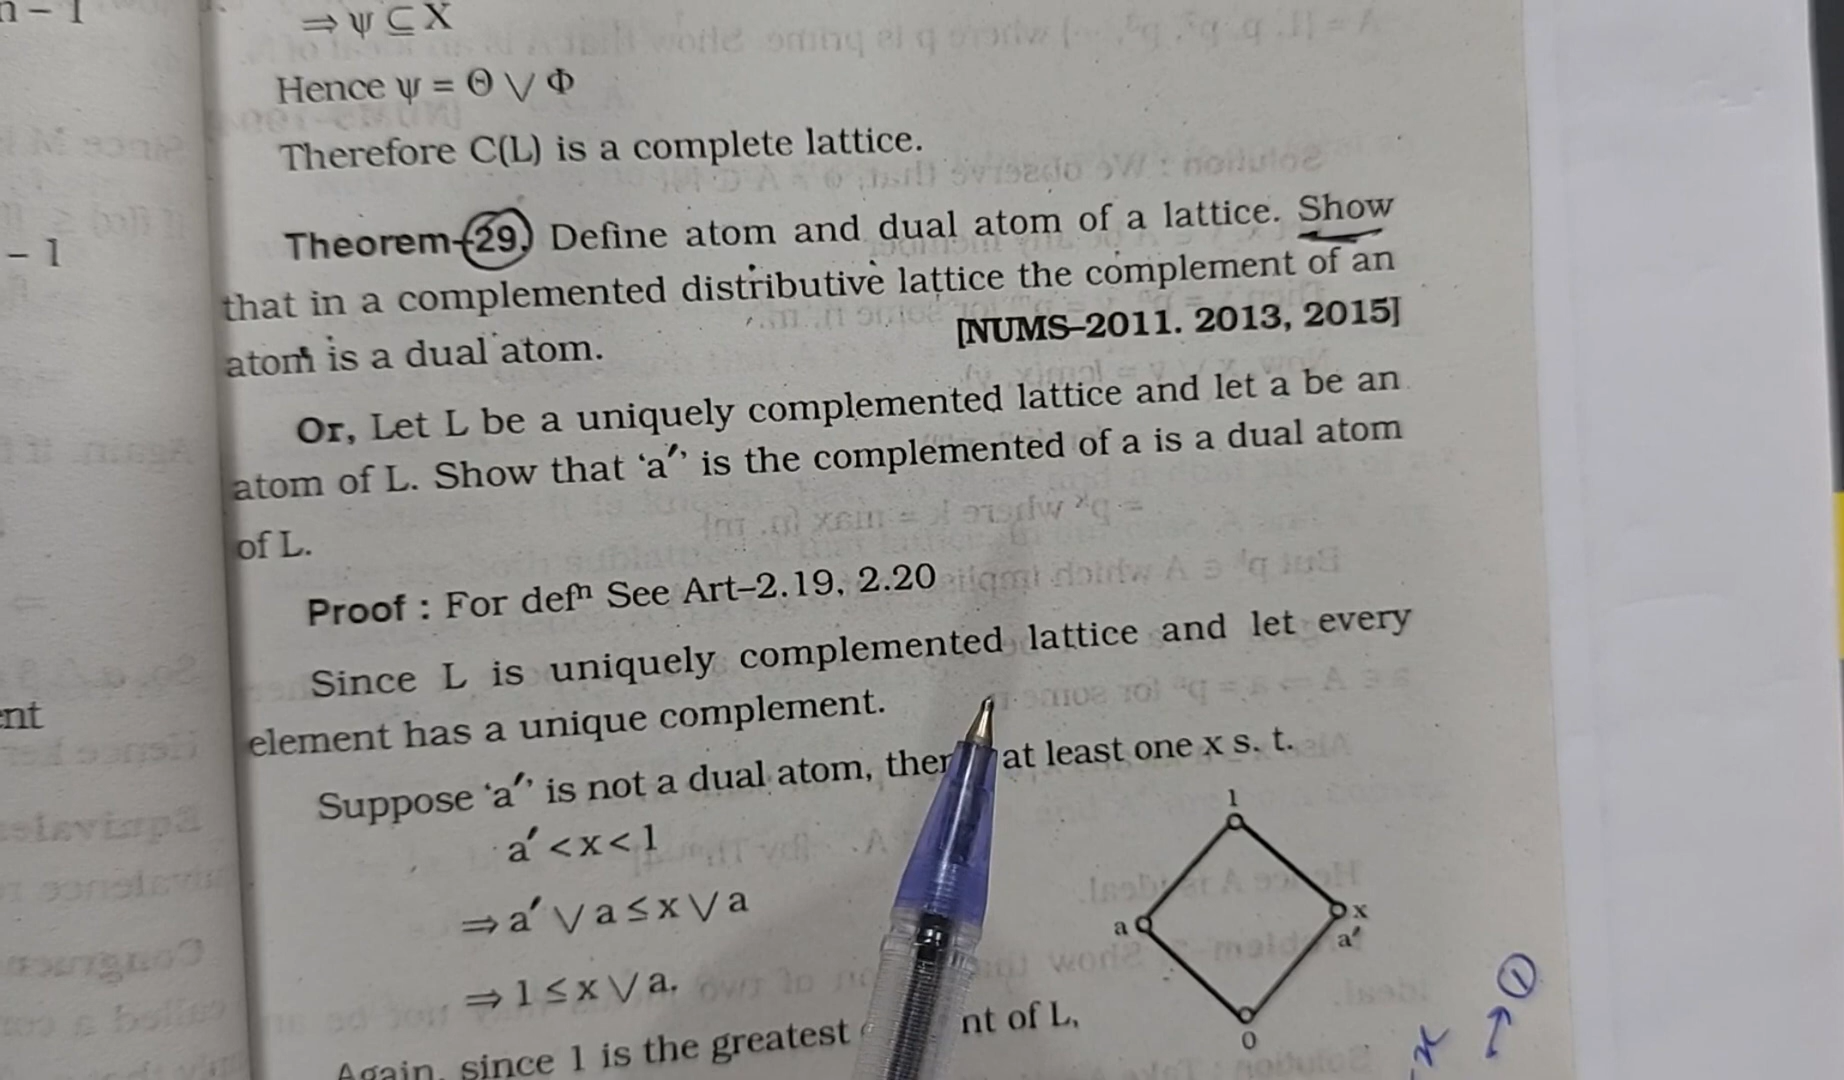 n – 1
⇒ ψ ⊆ X
Hence ψ = Θ ∨ Φ
Therefore C(L) is a complete lattice.
Theorem–29. Define atom and dual atom of a lattice. Show
– 1
that in a complemented distributive lattice the complement of an
atom is a dual atom. [NUMS–2011. 2013, 2015]
Or, Let L be a uniquely complemented lattice and let a be an
atom of L. Show that ‘a′’ is the complemented of a is a dual atom
of L.
Proof : For defⁿ See Art–2.19, 2.20
Since L is uniquely complemented lattice and let every
ent
element has a unique complement.
Suppose ‘a′’ is not a dual atom, then at least one x s. t.
a′ < x < 1
⇒ a′ ∨ a ≤ x ∨ a
⇒ 1 ≤ x ∨ a.
Again, since 1 is the greatest nt of L,
1
a
x
a′
0
x → ①